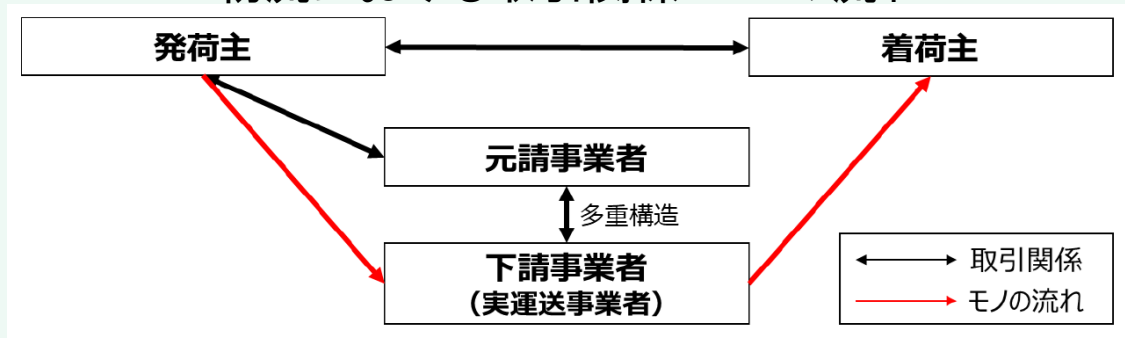 発荷主
着荷主
元請事業者
多重構造
下請事業者
(実運送事業者)
取引関係
モノの流れ